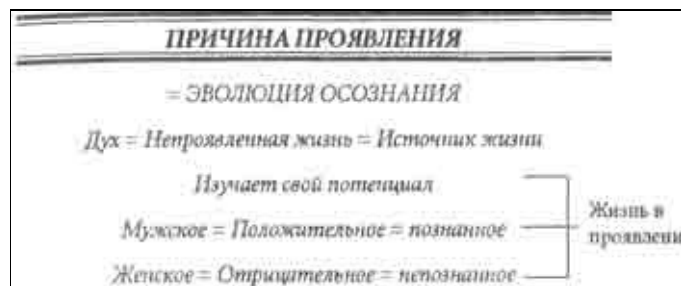 ПРИЧИНА ПРОЯВЛЕНИЯ
= ЭВОЛЮЦИЯ ОСОЗНАНИЯ
Дух = Непроявленная жизнь = Источник жизни
Изучает свой потенциал
Мужское = Положительное = познанное
Женское = Отрицательное = непознанное
Жизнь в
проявлени